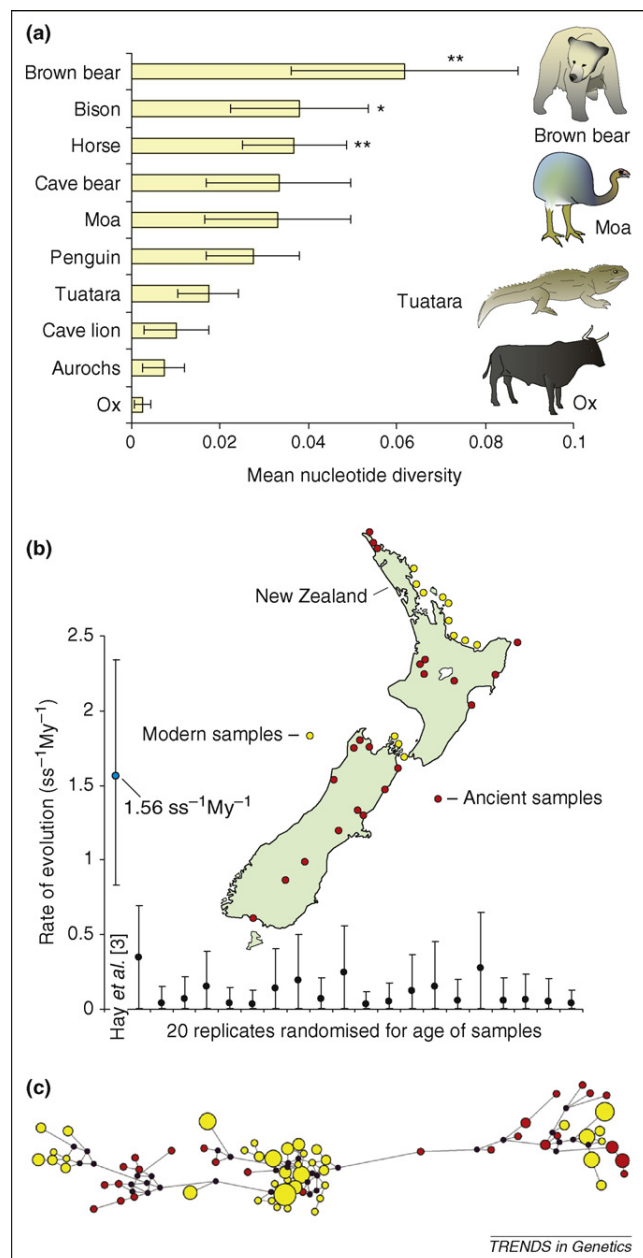 (a)
Brown bear
**
Bison
*
Horse
**
Cave bear
Moa
Penguin
Tuatara
Cave lion
Aurochs
Ox
0
0.02
0.04
0.06
0.08
0.1
Mean nucleotide diversity
Brown bear
Moa
Tuatara
Ox
(b)
New Zealand
2.5
2
1.5
1
0.5
0
Rate of evolution (ss⁻¹My⁻¹)
Modern samples
1.56 ss⁻¹My⁻¹
Ancient samples
Hay et al. [3]
20 replicates randomised for age of samples
(c)
TRENDS in Genetics